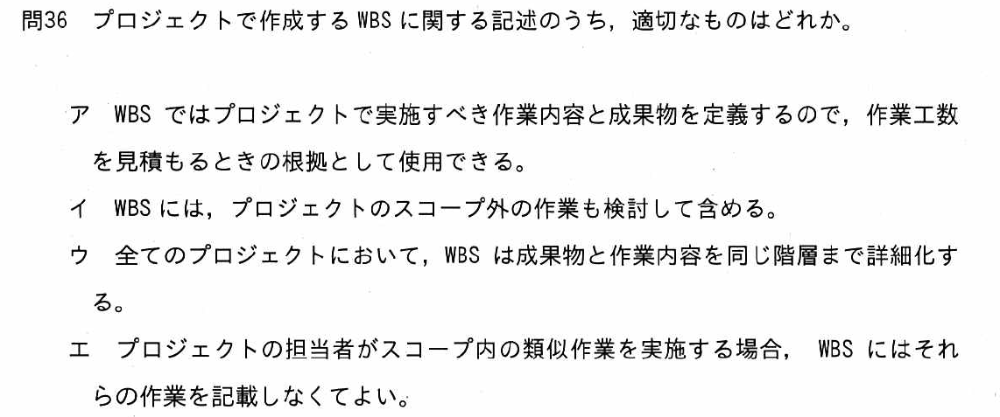 問36 プロジェクトで作成する WBS に関する記述のうち，適切なものはどれか。
ア WBS ではプロジェクトで実施すべき作業内容と成果物を定義するので，作業工数
を見積もるときの根拠として使用できる。
イ WBS には，プロジェクトのスコープ外の作業も検討して含める。
ウ 全てのプロジェクトにおいて，WBS は成果物と作業内容を同じ階層まで詳細化す
る。
エ プロジェクトの担当者がスコープ内の類似作業を実施する場合， WBS にはそれ
らの作業を記載しなくてよい。